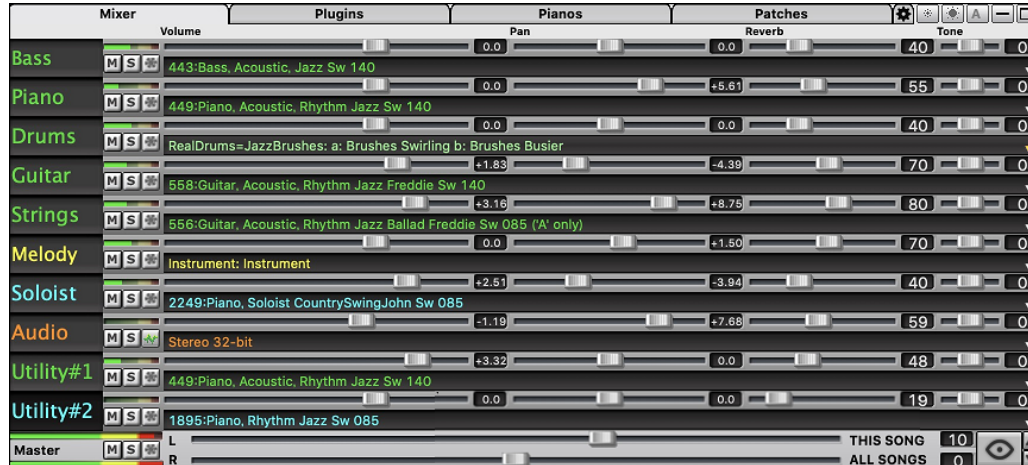 Mixer Plugins Pianos Patches A
Volume Pan Reverb Tone
Bass 0.0 0.0 40 0
M S 443:Bass, Acoustic, Jazz Sw 140
Piano 0.0 +5.61 55 0
M S 449:Piano, Acoustic, Rhythm Jazz Sw 140
Drums 0.0 0.0 40 0
M S RealDrums=JazzBrushes: a: Brushes Swirling b: Brushes Busier
Guitar +1.83 -4.39 70 0
M S 558:Guitar, Acoustic, Rhythm Jazz Freddie Sw 140
Strings +3.16 +8.75 80 0
M S 556:Guitar, Acoustic, Rhythm Jazz Ballad Freddie Sw 085 ('A' only)
Melody 0.0 +1.50 70 0
M S Instrument: Instrument
Soloist +2.51 -3.94 40 0
M S 2249:Piano, Soloist CountrySwingJohn Sw 085
Audio -1.19 +7.68 59 0
M S Stereo 32-bit
Utility#1 +3.32 0.0 48 0
M S 449:Piano, Acoustic, Rhythm Jazz Sw 140
Utility#2 0.0 0.0 19 0
M S 1895:Piano, Rhythm Jazz Sw 085
Master M S L THIS SONG 10
R ALL SONGS 0